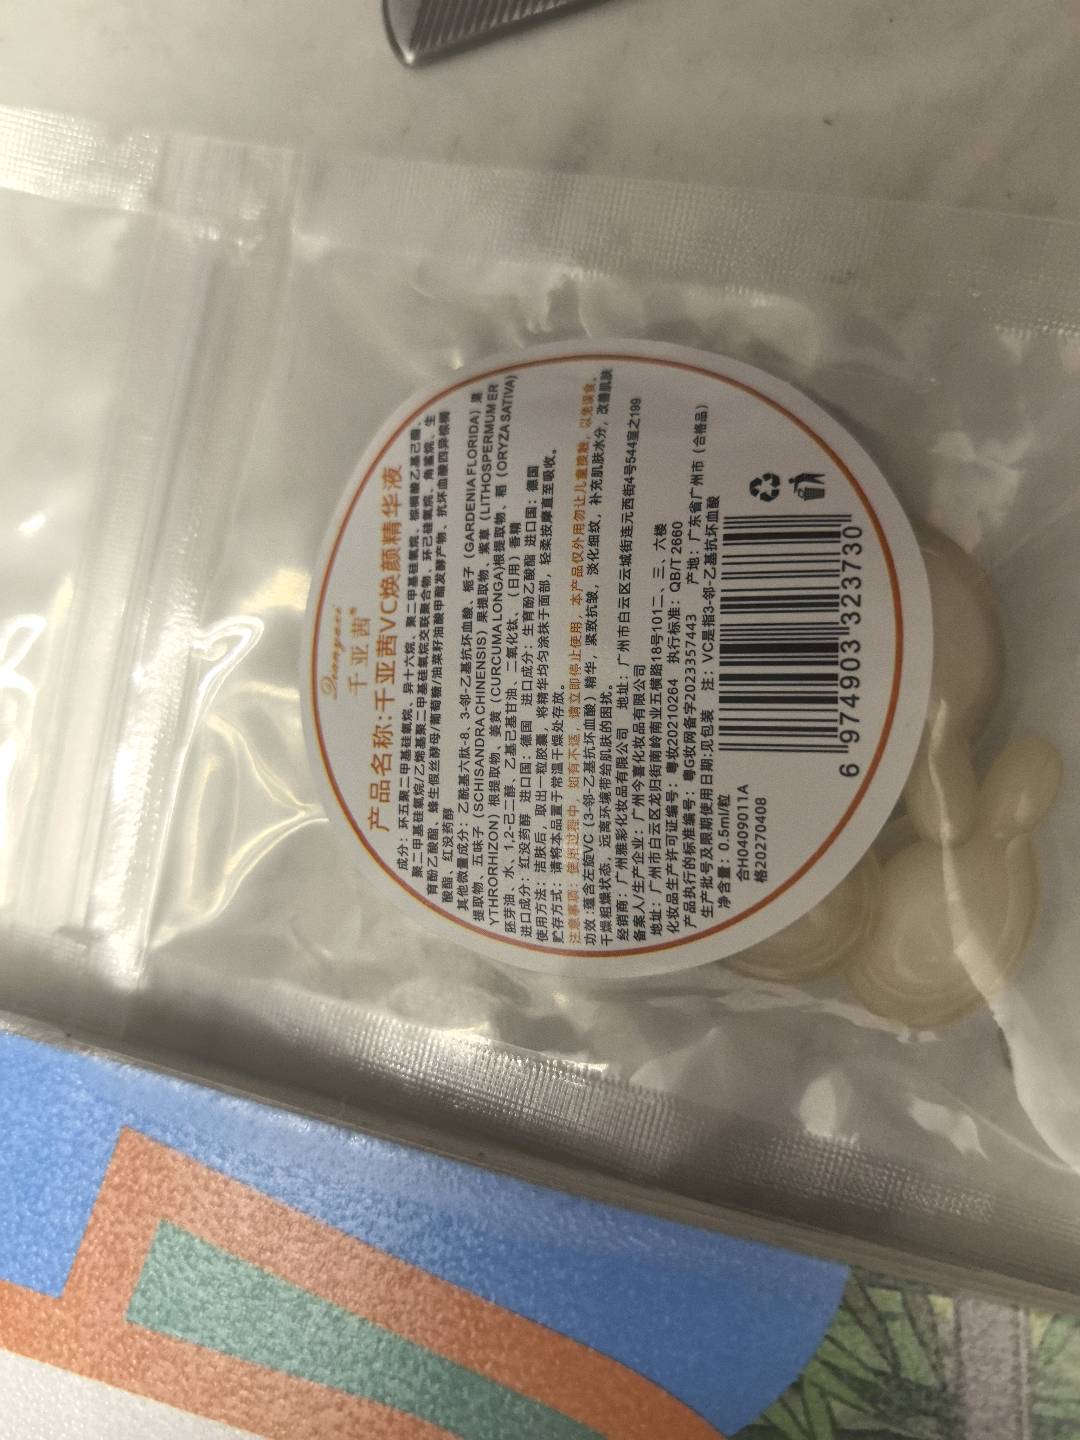 千亚茜
产品名称:千亚茜VC焕颜精华液
成分：环五聚二甲基硅氧烷、异十六烷、聚二甲基硅氧烷、棕榈酸乙基己酯、
聚二甲基硅氧烷/乙烯基聚二甲基硅氧烷交联聚合物、环己硅氧烷、角鲨烷、生
育酚乙酸酯、蜂生假丝酵母/葡萄糖/油菜籽油酸甲酯发酵产物、抗坏血酸四异棕榈
酸酯、红没药醇
其他微量成分：乙酰基六肽-8、3-邻-乙基抗坏血酸、栀子（GARDENIA FLORIDA）果
提取物、五味子（SCHISANDRA CHINENSIS）果提取物、紫草（LITHOSPERMUM ER
YTHRORHIZON）根提取物、姜黄（CURCUMA LONGA)根提取物、稻（ORYZA SATIVA)
胚芽油、水、1,2-己二醇、乙基己基甘油、二氧化钛、（日用）香精
进口成分：红没药醇 进口国：德国 进口成分：生育酚乙酸酯 进口国：德国
使用方法：洁肤后，取出一粒胶囊，将精华均匀涂抹于面部，轻柔按摩直至吸收。
贮存方式：请将本品置于常温干燥处存放。
注意事项：使用过程中，如有不适，请立即停止使用，本产品仅外用勿让儿童接触，以免误食。
功效:蕴含左旋VC（3-邻-乙基抗坏血酸）精华，紧致抗皱，淡化细纹，补充肌肤水分，改善肌肤
干燥粗燥状态，远离环境带给肌肤的困扰。
经销商：广州雅彩化妆品有限公司 地址：广州市白云区云城街连元西街4号544室之199
备案人/生产企业：广州今喜化妆品有限公司
地址：广州市白云区龙归街南岭南业五横路18号101二、三、六楼
化妆品生产许可证编号：粤妆20210264 执行标准：QB/T 2660
产品执行的标准编号：粤G妆网备字2023357443 产地：广东省广州市（合格品）
生产批号及限期使用日期:见包装 注：VC是指3-邻-乙基抗坏血酸
净含量：0.5ml/粒
合H0409011A
格20270408
6 974903 323730